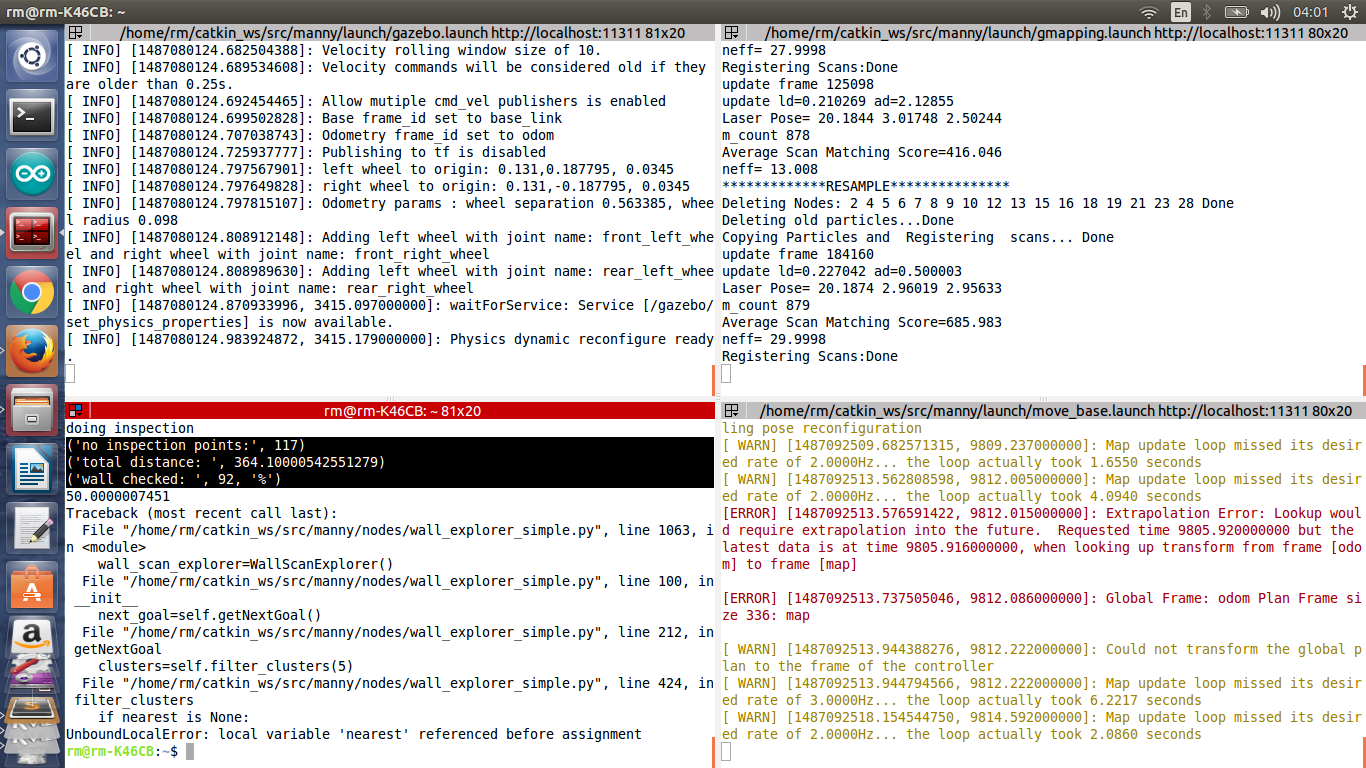 rm@rm-K46CB: ~
En
04:01
/home/rm/catkin_ws/src/manny/launch/gazebo.launch http://localhost:11311 81x20
[ INFO] [1487080124.682504388]: Velocity rolling window size of 10.
[ INFO] [1487080124.689534608]: Velocity commands will be considered old if they
are older than 0.25s.
[ INFO] [1487080124.692454465]: Allow mutiple cmd_vel publishers is enabled
[ INFO] [1487080124.699502828]: Base frame_id set to base_link
[ INFO] [1487080124.707038743]: Odometry frame_id set to odom
[ INFO] [1487080124.725937777]: Publishing to tf is disabled
[ INFO] [1487080124.797567901]: left wheel to origin: 0.131,0.187795, 0.0345
[ INFO] [1487080124.797649828]: right wheel to origin: 0.131,-0.187795, 0.0345
[ INFO] [1487080124.797815107]: Odometry params : wheel separation 0.563385, whee
l radius 0.098
[ INFO] [1487080124.808912148]: Adding left wheel with joint name: front_left_whe
el and right wheel with joint name: front_right_wheel
[ INFO] [1487080124.808989630]: Adding left wheel with joint name: rear_left_whee
l and right wheel with joint name: rear_right_wheel
[ INFO] [1487080124.870933996, 3415.097000000]: waitForService: Service [/gazebo/
set_physics_properties] is now available.
[ INFO] [1487080124.983924872, 3415.179000000]: Physics dynamic reconfigure ready
.
/home/rm/catkin_ws/src/manny/launch/gmapping.launch http://localhost:11311 80x20
neff= 27.9998
Registering Scans:Done
update frame 125098
update ld=0.210269 ad=2.12855
Laser Pose= 20.1844 3.01748 2.50244
m_count 878
Average Scan Matching Score=416.046
neff= 13.008
*************RESAMPLE***************
Deleting Nodes: 2 4 5 6 7 8 9 10 12 13 15 16 18 19 21 23 28 Done
Deleting old particles...Done
Copying Particles and  Registering  scans... Done
update frame 184160
update ld=0.227042 ad=0.500003
Laser Pose= 20.1874 2.96019 2.95633
m_count 879
Average Scan Matching Score=685.983
neff= 29.9998
Registering Scans:Done
rm@rm-K46CB: ~ 81x20
doing inspection
('no inspection points:', 117)
('total distance: ', 364.10000542551279)
('wall checked: ', 92, '%')
50.0000007451
Traceback (most recent call last):
  File "/home/rm/catkin_ws/src/manny/nodes/wall_explorer_simple.py", line 1063, i
n <module>
    wall_scan_explorer=WallScanExplorer()
  File "/home/rm/catkin_ws/src/manny/nodes/wall_explorer_simple.py", line 100, in
 __init__
    next_goal=self.getNextGoal()
  File "/home/rm/catkin_ws/src/manny/nodes/wall_explorer_simple.py", line 212, in
 getNextGoal
    clusters=self.filter_clusters(5)
  File "/home/rm/catkin_ws/src/manny/nodes/wall_explorer_simple.py", line 424, in
 filter_clusters
    if nearest is None:
UnboundLocalError: local variable 'nearest' referenced before assignment
rm@rm-K46CB:~$
/home/rm/catkin_ws/src/manny/launch/move_base.launch http://localhost:11311 80x20
ling pose reconfiguration
[ WARN] [1487092509.682571315, 9809.237000000]: Map update loop missed its desir
ed rate of 2.0000Hz... the loop actually took 1.6550 seconds
[ WARN] [1487092513.562808598, 9812.005000000]: Map update loop missed its desir
ed rate of 2.0000Hz... the loop actually took 4.0940 seconds
[ERROR] [1487092513.576591422, 9812.015000000]: Extrapolation Error: Lookup woul
d require extrapolation into the future.  Requested time 9805.920000000 but the
latest data is at time 9805.916000000, when looking up transform from frame [odo
m] to frame [map]
[ERROR] [1487092513.737505046, 9812.086000000]: Global Frame: odom Plan Frame si
ze 336: map
[ WARN] [1487092513.944388276, 9812.222000000]: Could not transform the global p
lan to the frame of the controller
[ WARN] [1487092513.944794566, 9812.222000000]: Map update loop missed its desir
ed rate of 3.0000Hz... the loop actually took 6.2217 seconds
[ WARN] [1487092518.154544750, 9814.592000000]: Map update loop missed its desir
ed rate of 2.0000Hz... the loop actually took 2.0860 seconds